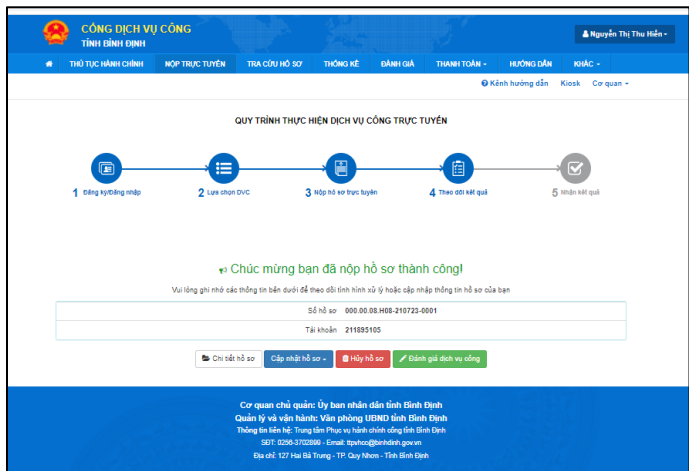 CỔNG DỊCH VỤ CÔNG
TỈNH BÌNH ĐỊNH
Nguyễn Thị Thu Hiền
THỦ TỤC HÀNH CHÍNH NỘP TRỰC TUYẾN TRA CỨU HỒ SƠ THỐNG KÊ ĐÁNH GIÁ THANH TOÁN HƯỚNG DẪN KHÁC
Kênh hướng dẫn Kiosk Cơ quan
QUY TRÌNH THỰC HIỆN DỊCH VỤ CÔNG TRỰC TUYẾN
1 Đăng ký/Đăng nhập 2 Lựa chọn DVC 3 Nộp hồ sơ trực tuyến 4 Theo dõi kết quả 5 Nhận kết quả
Chúc mừng bạn đã nộp hồ sơ thành công!
Vui lòng ghi nhớ các thông tin bên dưới để theo dõi tình hình xử lý hoặc cập nhập thông tin hồ sơ của bạn
Số hồ sơ 000.00.08.H08-210723-0001
Tài khoản 211895105
Chi tiết hồ sơ Cập nhật hồ sơ Hủy hồ sơ Đánh giá dịch vụ công
Cơ quan chủ quản: Ủy ban nhân dân tỉnh Bình Định
Quản lý và vận hành: Văn phòng UBND tỉnh Bình Định
Thông tin liên hệ: Trung tâm Phục vụ hành chính công tỉnh Bình Định
SĐT: 0256-3702899 - Email: ttpvhcc@binhdinh.gov.vn
Địa chỉ: 127 Hai Bà Trưng - TP. Quy Nhơn - Tỉnh Bình Định